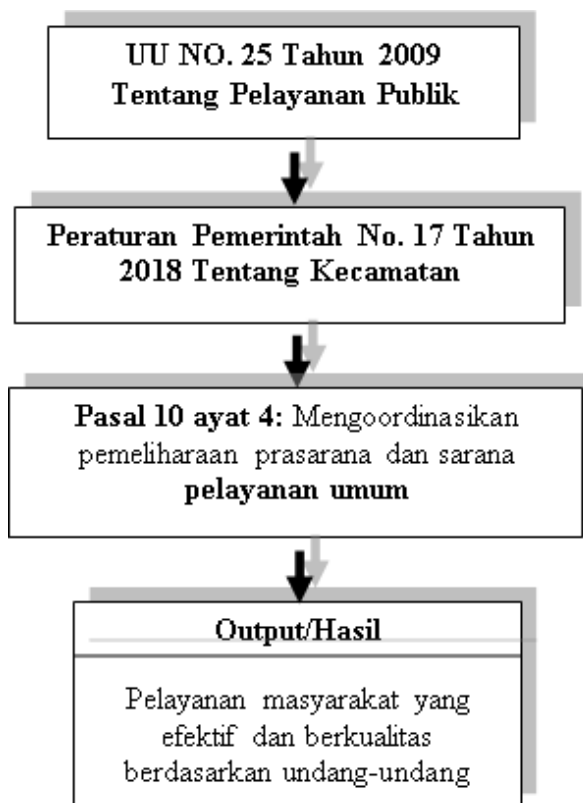 UU NO. 25 Tahun 2009
Tentang Pelayanan Publik
Peraturan Pemerintah No. 17 Tahun
2018 Tentang Kecamatan
Pasal 10 ayat 4: Mengoordinasikan
pemeliharaan prasarana dan sarana
pelayanan umum
Output/Hasil
Pelayanan masyarakat yang
efektif dan berkualitas
berdasarkan undang-undang